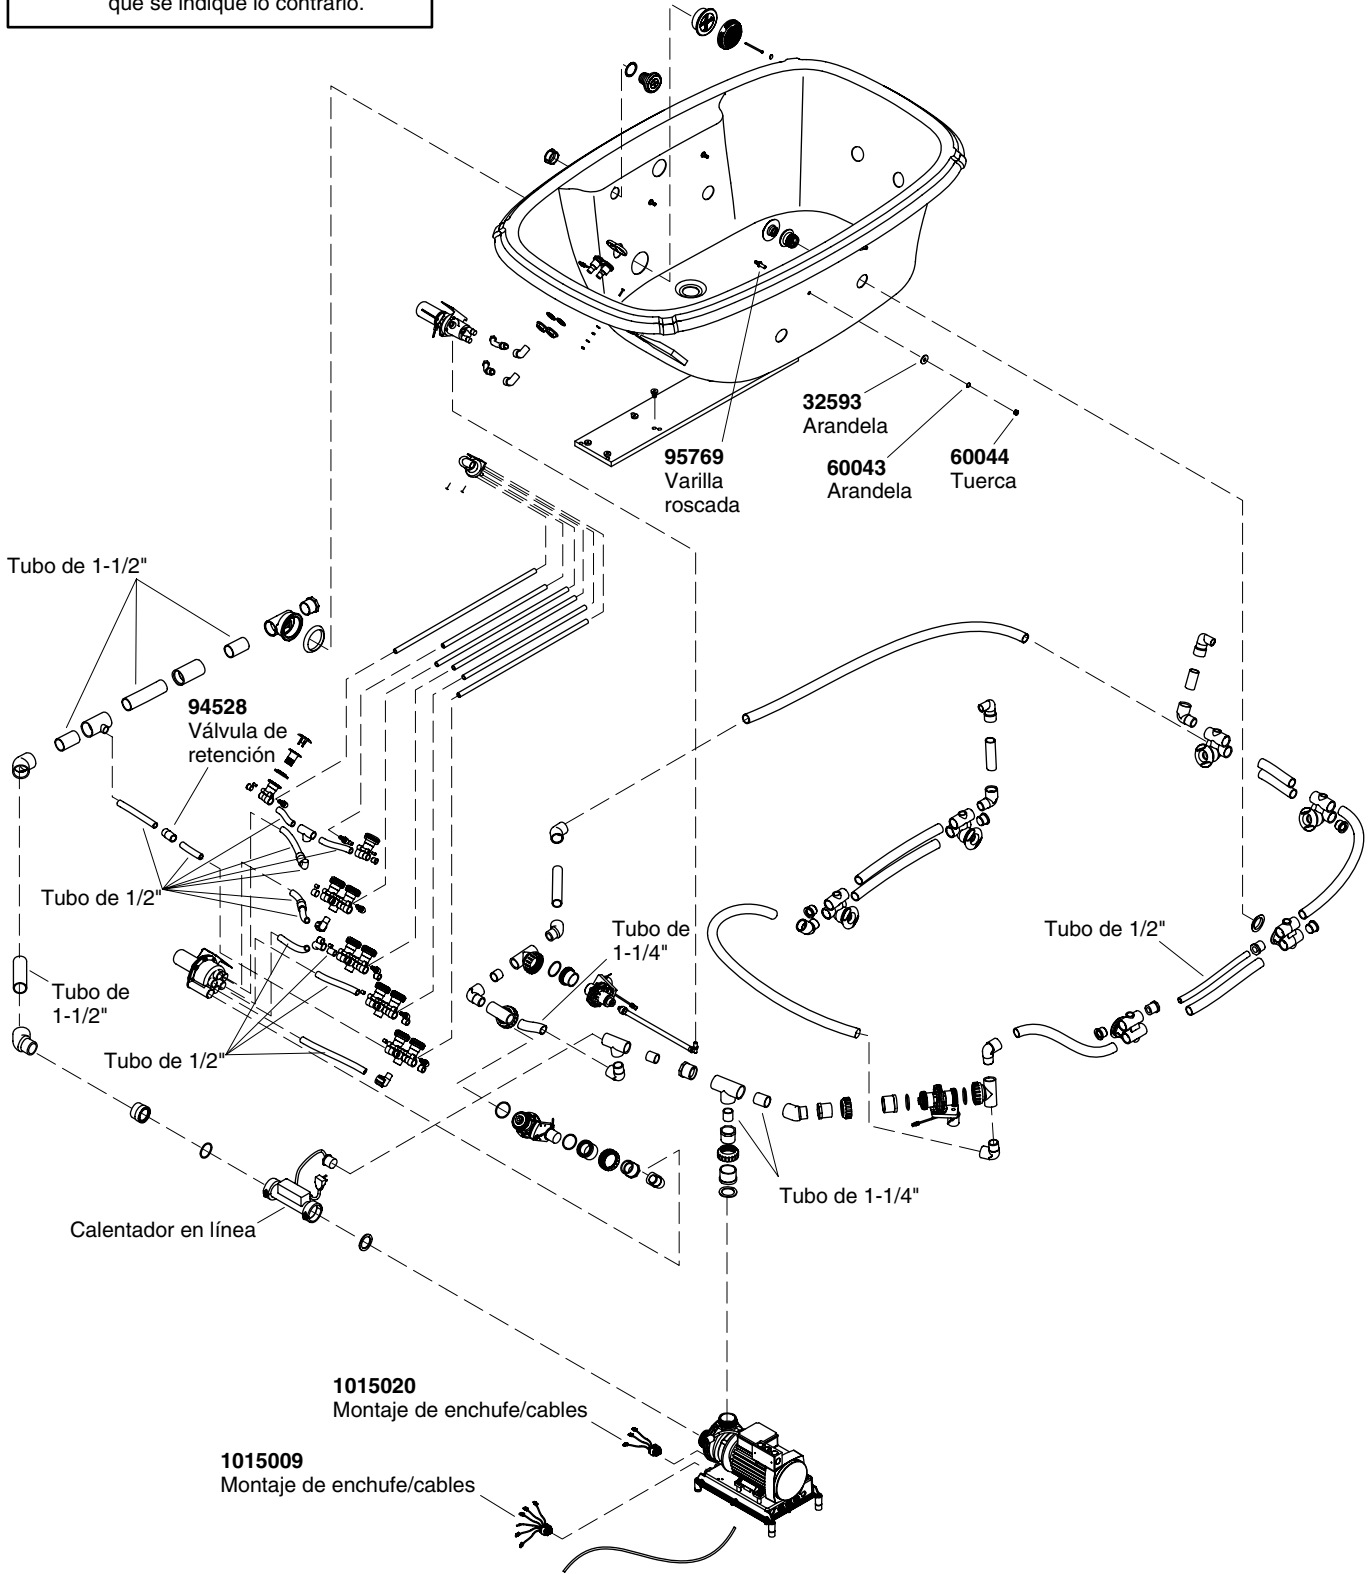 que se indique lo contrario.
32593
Arandela
95769
Varilla
roscada
60043
Arandela
60044
Tuerca
Tubo de 1-1/2"
94528
Válvula de
retención
Tubo de 1/2"
Tubo de
1-1/4"
Tubo de 1/2"
Tubo de
1-1/2"
Tubo de 1/2"
Tubo de 1-1/4"
Calentador en línea
1015020
Montaje de enchufe/cables
1015009
Montaje de enchufe/cables